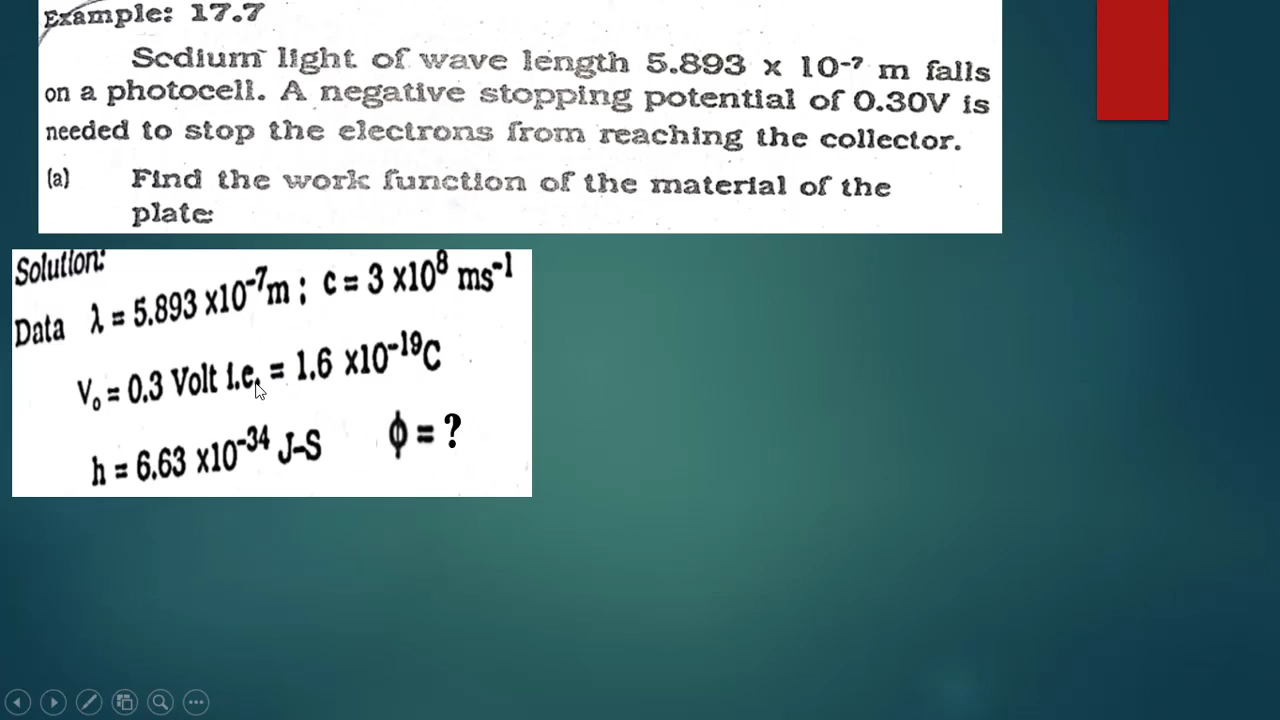 Example: 17.7
Sodium light of wave length 5.893 x 10⁻⁷ m falls
on a photocell. A negative stopping potential of 0.30V is
needed to stop the electrons from reaching the collector.
(a) Find the work function of the material of the
plate:
Solution:
Data λ = 5.893 x10⁻⁷m ; c = 3 x10⁸ ms⁻¹
V₀ = 0.3 Volt i.e. = 1.6 x10⁻¹⁹C
h = 6.63 x10⁻³⁴ J-S ϕ = ?